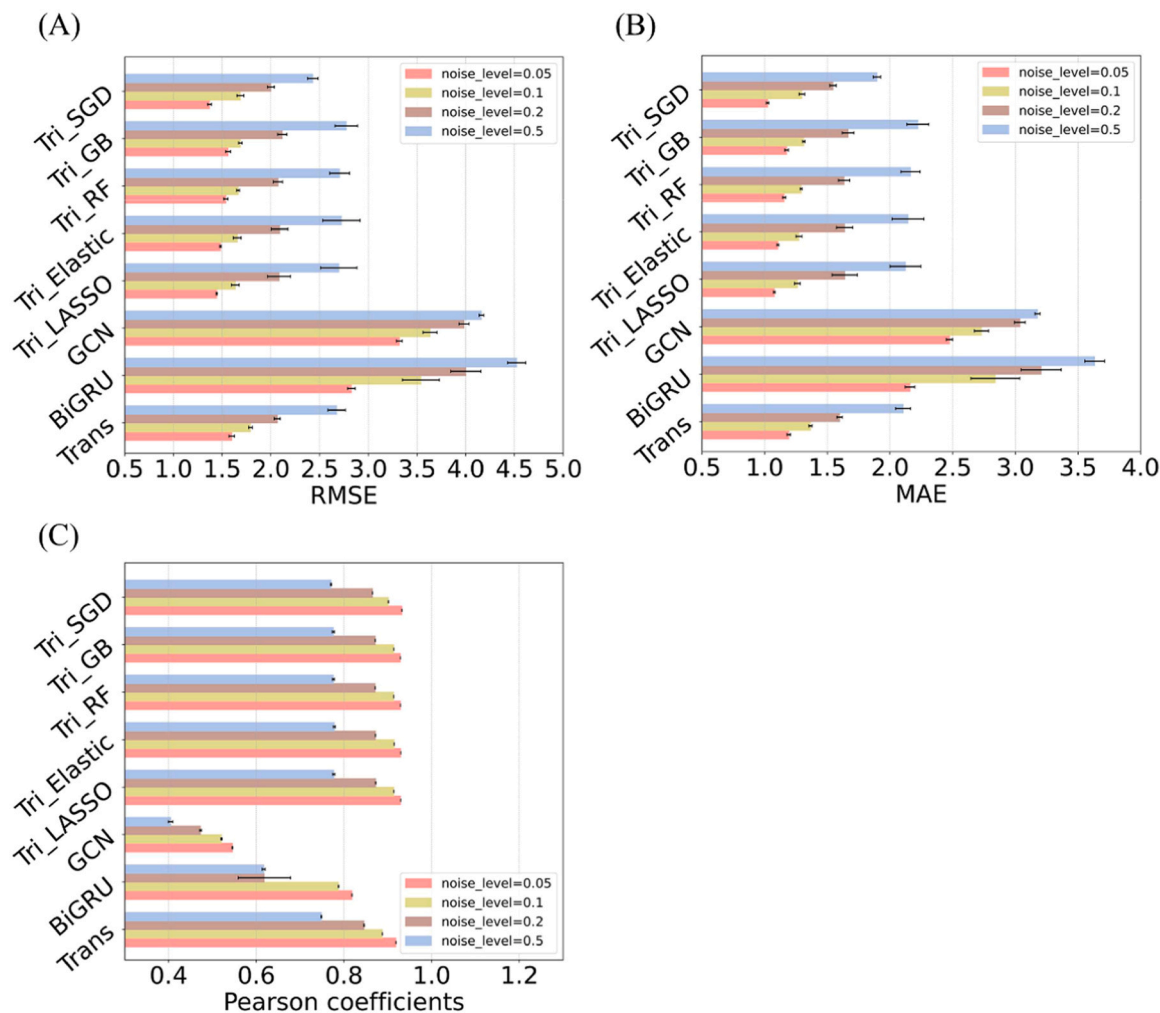 (A)
noise_level=0.05
noise_level=0.1
noise_level=0.2
noise_level=0.5
Tri_SGD
Tri_GB
Tri_RF
Tri_Elastic
Tri_LASSO
GCN
BiGRU
Trans
0.5 1.0 1.5 2.0 2.5 3.0 3.5 4.0 4.5 5.0
RMSE
(B)
noise_level=0.05
noise_level=0.1
noise_level=0.2
noise_level=0.5
Tri_SGD
Tri_GB
Tri_RF
Tri_Elastic
Tri_LASSO
GCN
BiGRU
Trans
0.5 1.0 1.5 2.0 2.5 3.0 3.5 4.0
MAE
(C)
Tri_SGD
Tri_GB
Tri_RF
Tri_Elastic
Tri_LASSO
GCN
BiGRU
Trans
noise_level=0.05
noise_level=0.1
noise_level=0.2
noise_level=0.5
0.4 0.6 0.8 1.0 1.2
Pearson coefficients